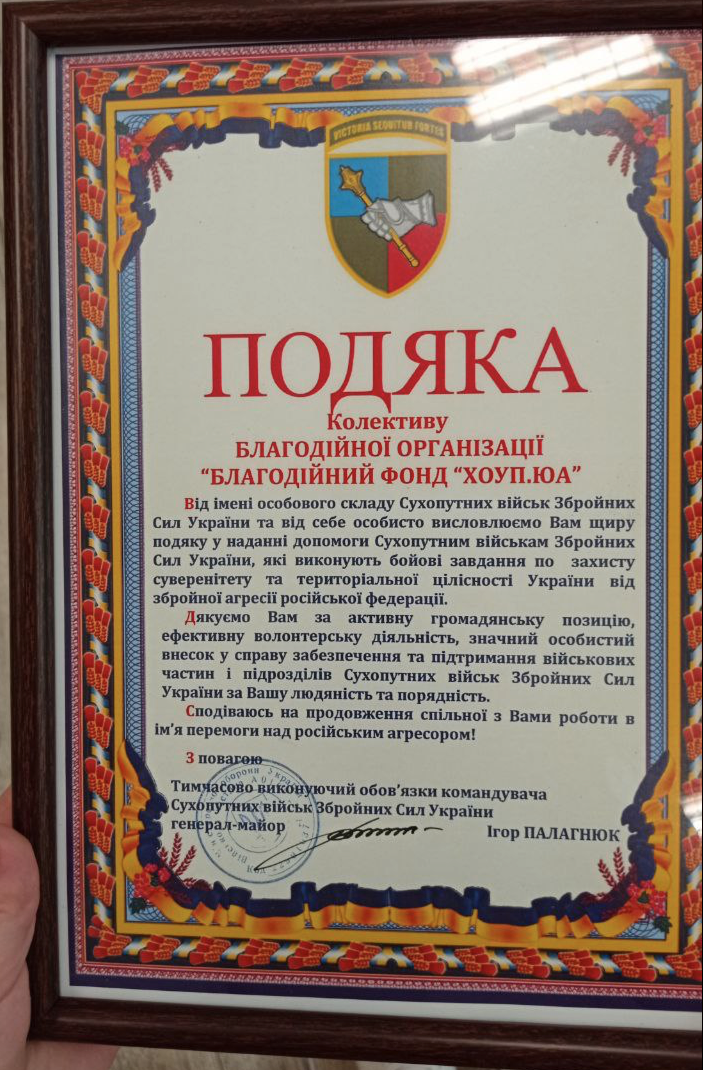 VICTORIA SEQUITUR FORTES
ПОДЯКА
Колективу
БЛАГОДІЙНОЇ ОРГАНІЗАЦІЇ
“БЛАГОДІЙНИЙ ФОНД “ХОУП.ЮА”
Від імені особового складу Сухопутних військ Збройних
Сил України та від себе особисто висловлюємо Вам щиру
подяку у наданні допомоги Сухопутним військам Збройних
Сил України, які виконують бойові завдання по захисту
суверенітету та територіальної цілісності України від
збройної агресії російської федерації.
Дякуємо Вам за активну громадянську позицію,
ефективну волонтерську діяльність, значний особистий
внесок у справу забезпечення та підтримання військових
частин і підрозділів Сухопутних військ Збройних Сил
України за Вашу людяність та порядність.
Сподіваюсь на продовження спільної з Вами роботи в
ім’я перемоги над російським агресором!
З повагою
Тимчасово виконуючий обов’язки командувача
Сухопутних військ Збройних Сил України
генерал-майор Ігор ПАЛАГНЮК